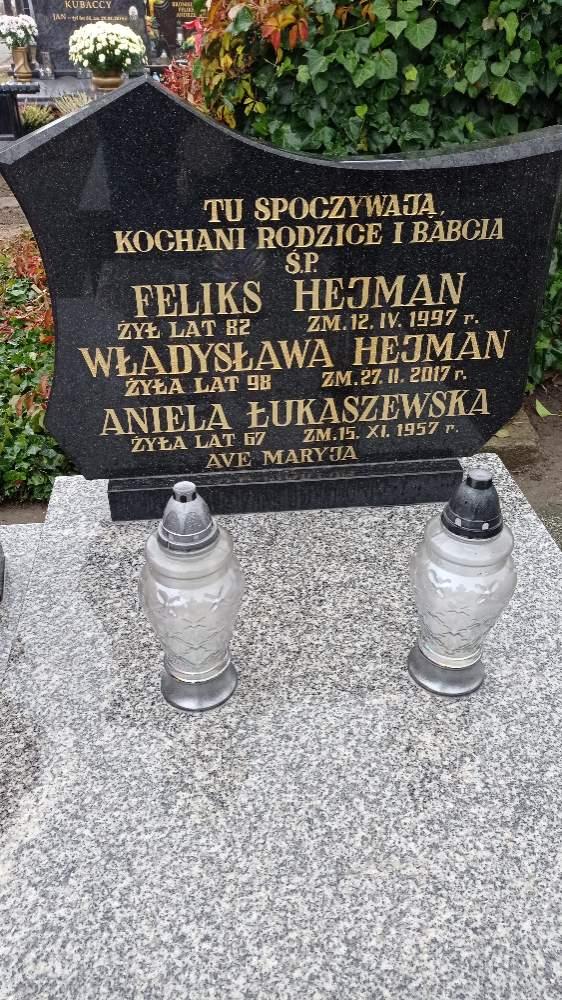 KUBACCY
TU SPOCZYWAJĄ,
KOCHANI RODZICE I BABCIA
Ś.P.
FELIKS HEJMAN
ŻYŁ LAT 82 ZM. 12. IV. 1997 r.
WŁADYSŁAWA HEJMAN
ŻYŁA LAT 98 ZM. 27. II. 2017 r.
ANIELA ŁUKASZEWSKA
ŻYŁA LAT 67 ZM. 15. XI. 1957 r.
AVE MARYJA